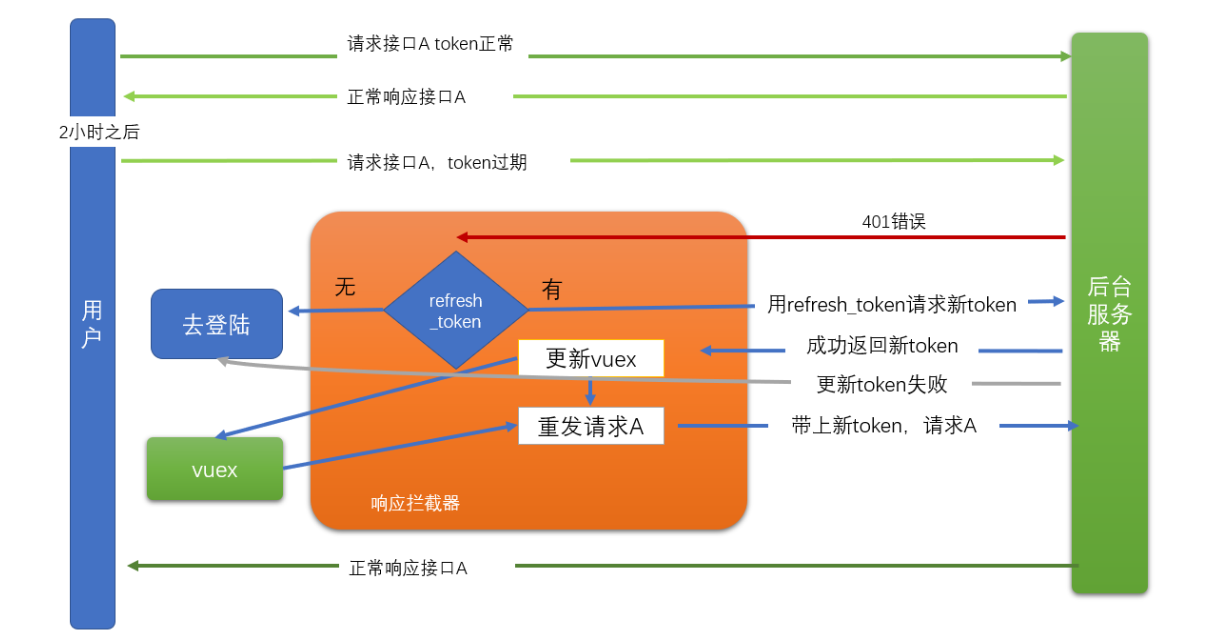 请求接口A token正常
正常响应接口A
2小时之后
请求接口A，token过期
401错误
无
有
refresh
_token
用refresh_token请求新token
去登陆
用
户
后台
服务
器
成功返回新token
更新vuex
更新token失败
重发请求A
带上新token，请求A
vuex
响应拦截器
正常响应接口A